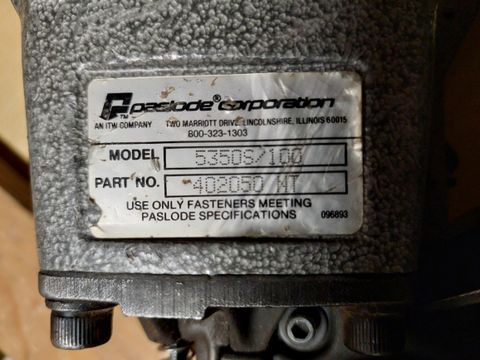 paslode® corporation
AN ITW COMPANY TWO MARRIOTT DRIVE, LINCOLNSHIRE, ILLINOIS 60015
800-323-1303
MODEL 5350S/100
PART NO. 402050 MT
USE ONLY FASTENERS MEETING
PASLODE SPECIFICATIONS
096893